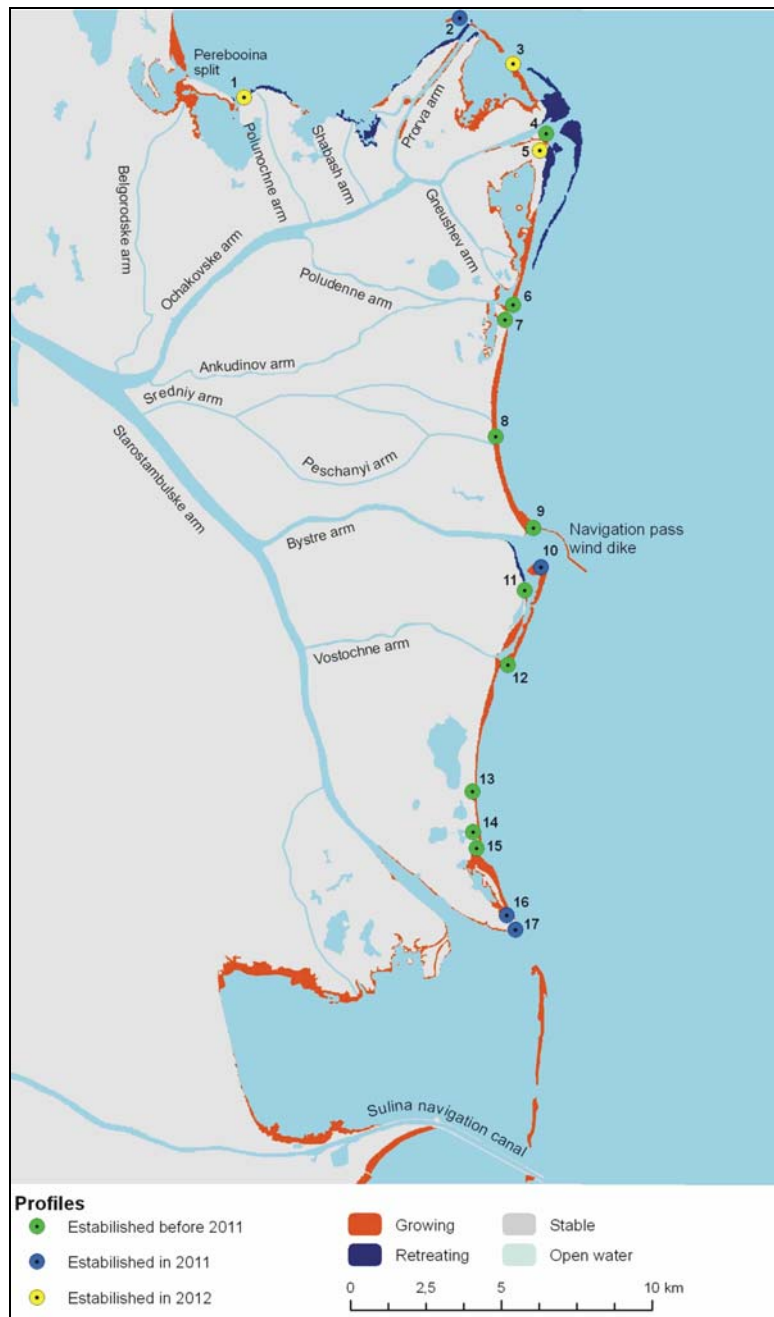 Perebooina
split
1
2
3
4
5
Belgorodske arm
Polunochne arm
Shabash arm
Prorva arm
Gneushev arm
Ochakovske arm
Poludenne arm
6
7
Ankudinov arm
Sredniy arm
8
Peschanyi arm
Starostambulske arm
Bystre arm
9
Navigation pass
wind dike
10
11
Vostochne arm
12
13
14
15
16
17
Sulina navigation canal
Profiles
Estabilished before 2011
Estabilished in 2011
Estabilished in 2012
Growing
Retreating
Stable
Open water
0 2,5 5 10 km